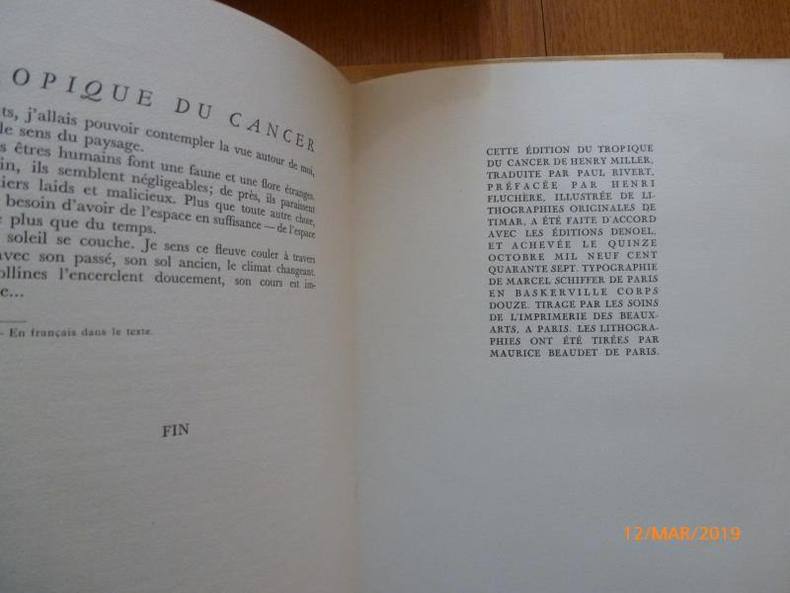 OPIQUE DU CANCER
ts, j'allais pouvoir contempler la vue autour de moi,
le sens du paysage.
s êtres humains font une faune et une flore étranges.
in, ils semblent négligeables; de près, ils paraissent
iers laids et malicieux. Plus que toute autre chose,
besoin d'avoir de l'espace en suffisance — de l'espace
plus que du temps.
soleil se couche. Je sens ce fleuve couler à travers
avec son passé, son sol ancien, le climat changeant.
ollines l'encerclent doucement, son cours est im-
e...
— En français dans le texte.
FIN
CETTE ÉDITION DU TROPIQUE
DU CANCER DE HENRY MILLER,
TRADUITE PAR PAUL RIVERT,
PRÉFACÉE PAR HENRI
FLUCHÈRE, ILLUSTRÉE DE LI-
THOGRAPHIES ORIGINALES DE
TIMAR, A ÉTÉ FAITE D'ACCORD
AVEC LES ÉDITIONS DENOEL,
ET ACHEVÉE LE QUINZE
OCTOBRE MIL NEUF CENT
QUARANTE SEPT. TYPOGRAPHIE
DE MARCEL SCHIFFER DE PARIS
EN BASKERVILLE CORPS
DOUZE. TIRAGE PAR LES SOINS
DE L'IMPRIMERIE DES BEAUX-
ARTS, A PARIS. LES LITHOGRA-
PHIES ONT ÉTÉ TIRÉES PAR
MAURICE BEAUDET DE PARIS.
12/MAR/2019